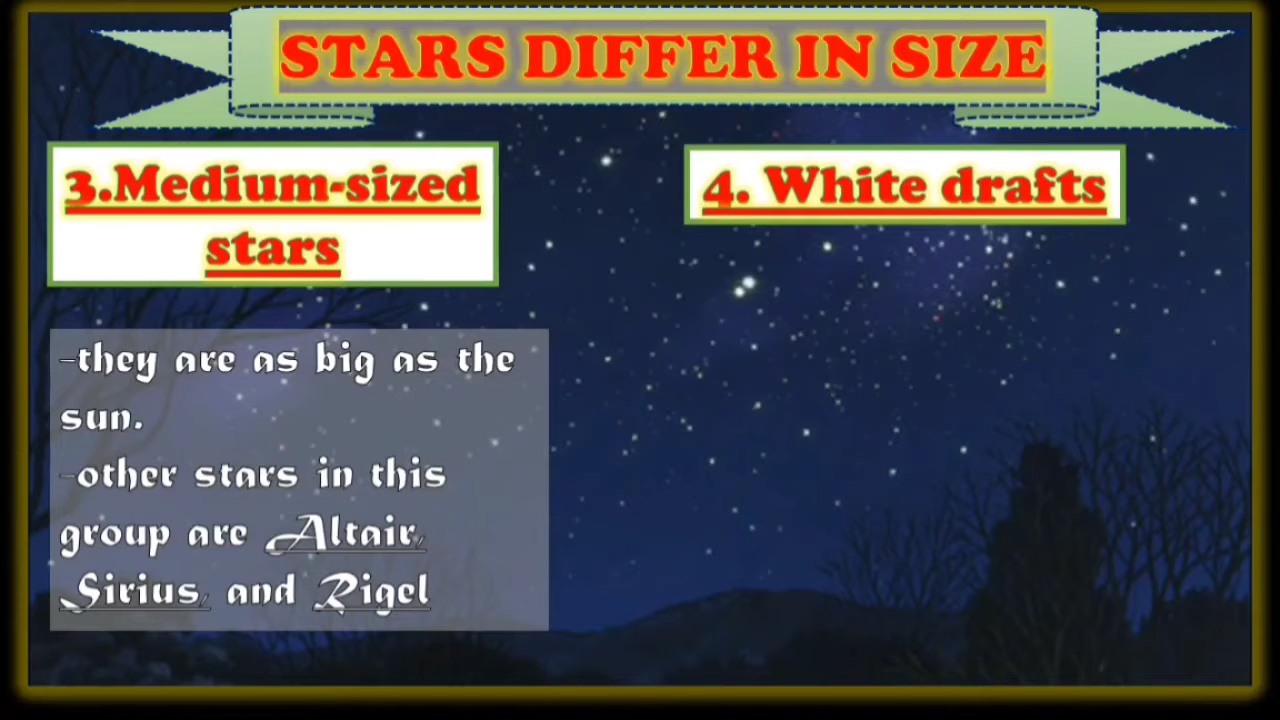 STARS DIFFER IN SIZE
3.Medium-sized
stars
4. White drafts
-they are as big as the
sun.
-other stars in this
group are Altair,
Sirius, and Rigel